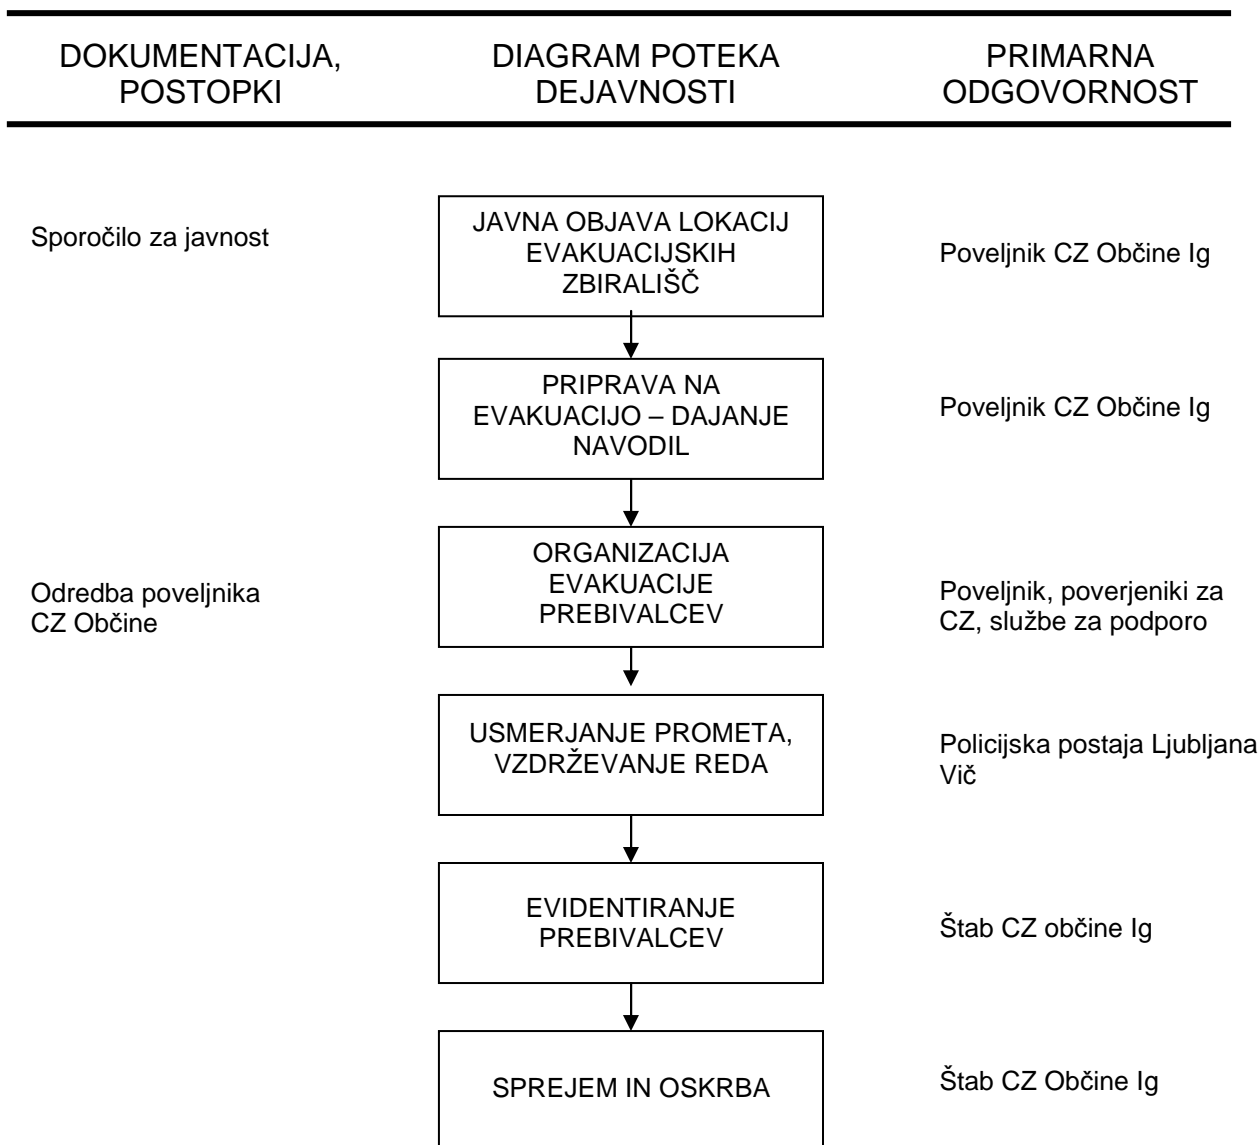 DOKUMENTACIJA,
POSTOPKI
DIAGRAM POTEKA
DEJAVNOSTI
PRIMARNA
ODGOVORNOST
Sporočilo za javnost
JAVNA OBJAVA LOKACIJ
EVAKUACIJSKIH
ZBIRALIŠČ
Poveljnik CZ Občine Ig
PRIPRAVA NA
EVAKUACIJO – DAJANJE
NAVODIL
Poveljnik CZ Občine Ig
Odredba poveljnika
CZ Občine
ORGANIZACIJA
EVAKUACIJE
PREBIVALCEV
Poveljnik, poverjeniki za
CZ, službe za podporo
USMERJANJE PROMETA,
VZDRŽEVANJE REDA
Policijska postaja Ljubljana
Vič
EVIDENTIRANJE
PREBIVALCEV
Štab CZ občine Ig
SPREJEM IN OSKRBA
Štab CZ Občine Ig